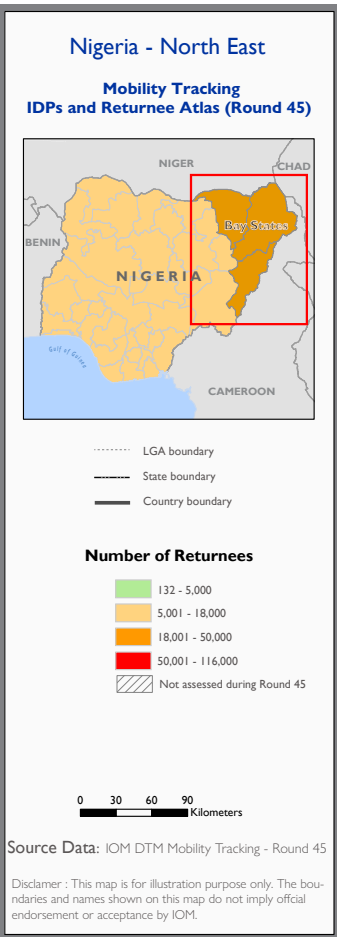 Nigeria - North East
Mobility Tracking
IDPs and Returnee Atlas (Round 45)
NIGER
CHAD
Bay States
BENIN
NIGERIA
Gulf of Guinea
CAMEROON
LGA boundary
State boundary
Country boundary
Number of Returnees
132 - 5,000
5,001 - 18,000
18,001 - 50,000
50,001 - 116,000
Not assessed during Round 45
0 30 60 90
Kilometers
Source Data: IOM DTM Mobility Tracking - Round 45
Disclamer : This map is for illustration purpose only. The bou-
ndaries and names shown on this map do not imply offcial
endorsement or acceptance by IOM.